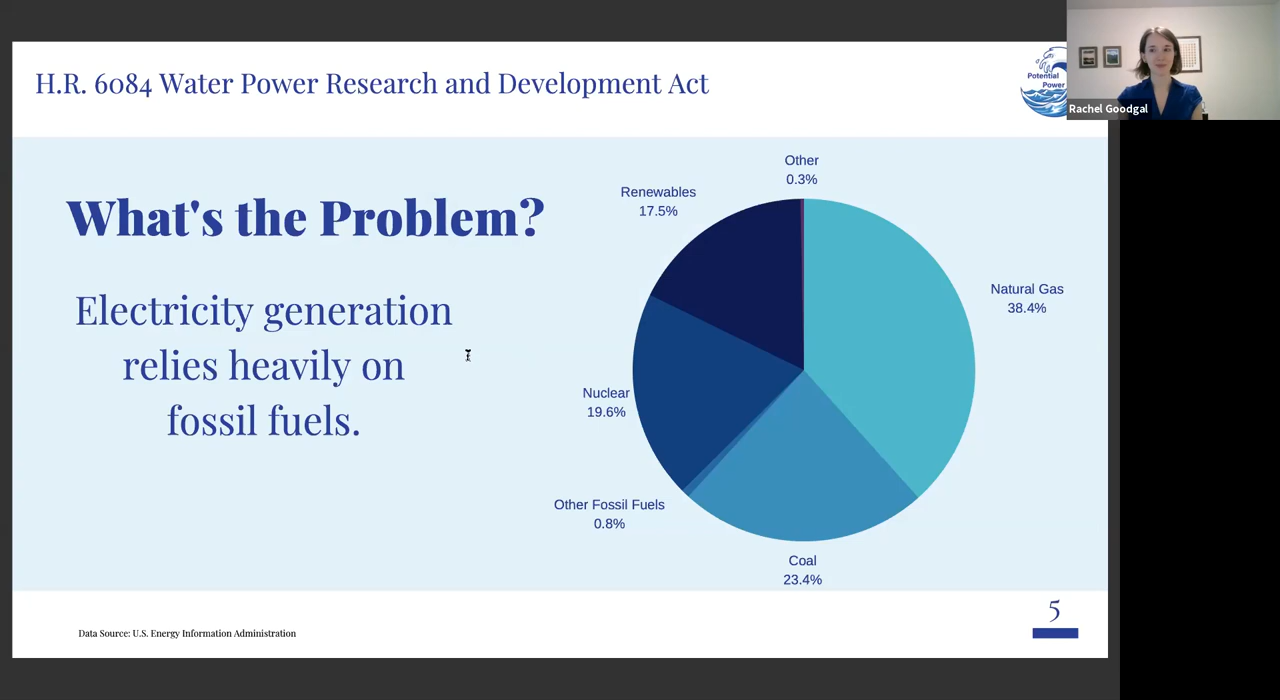 H.R. 6084 Water Power Research and Development Act
Potential
Power
Rachel Goodgal
What's the Problem?
Electricity generation
relies heavily on
fossil fuels.
Other
0.3%
Renewables
17.5%
Natural Gas
38.4%
Nuclear
19.6%
Other Fossil Fuels
0.8%
Coal
23.4%
5
Data Source: U.S. Energy Information Administration